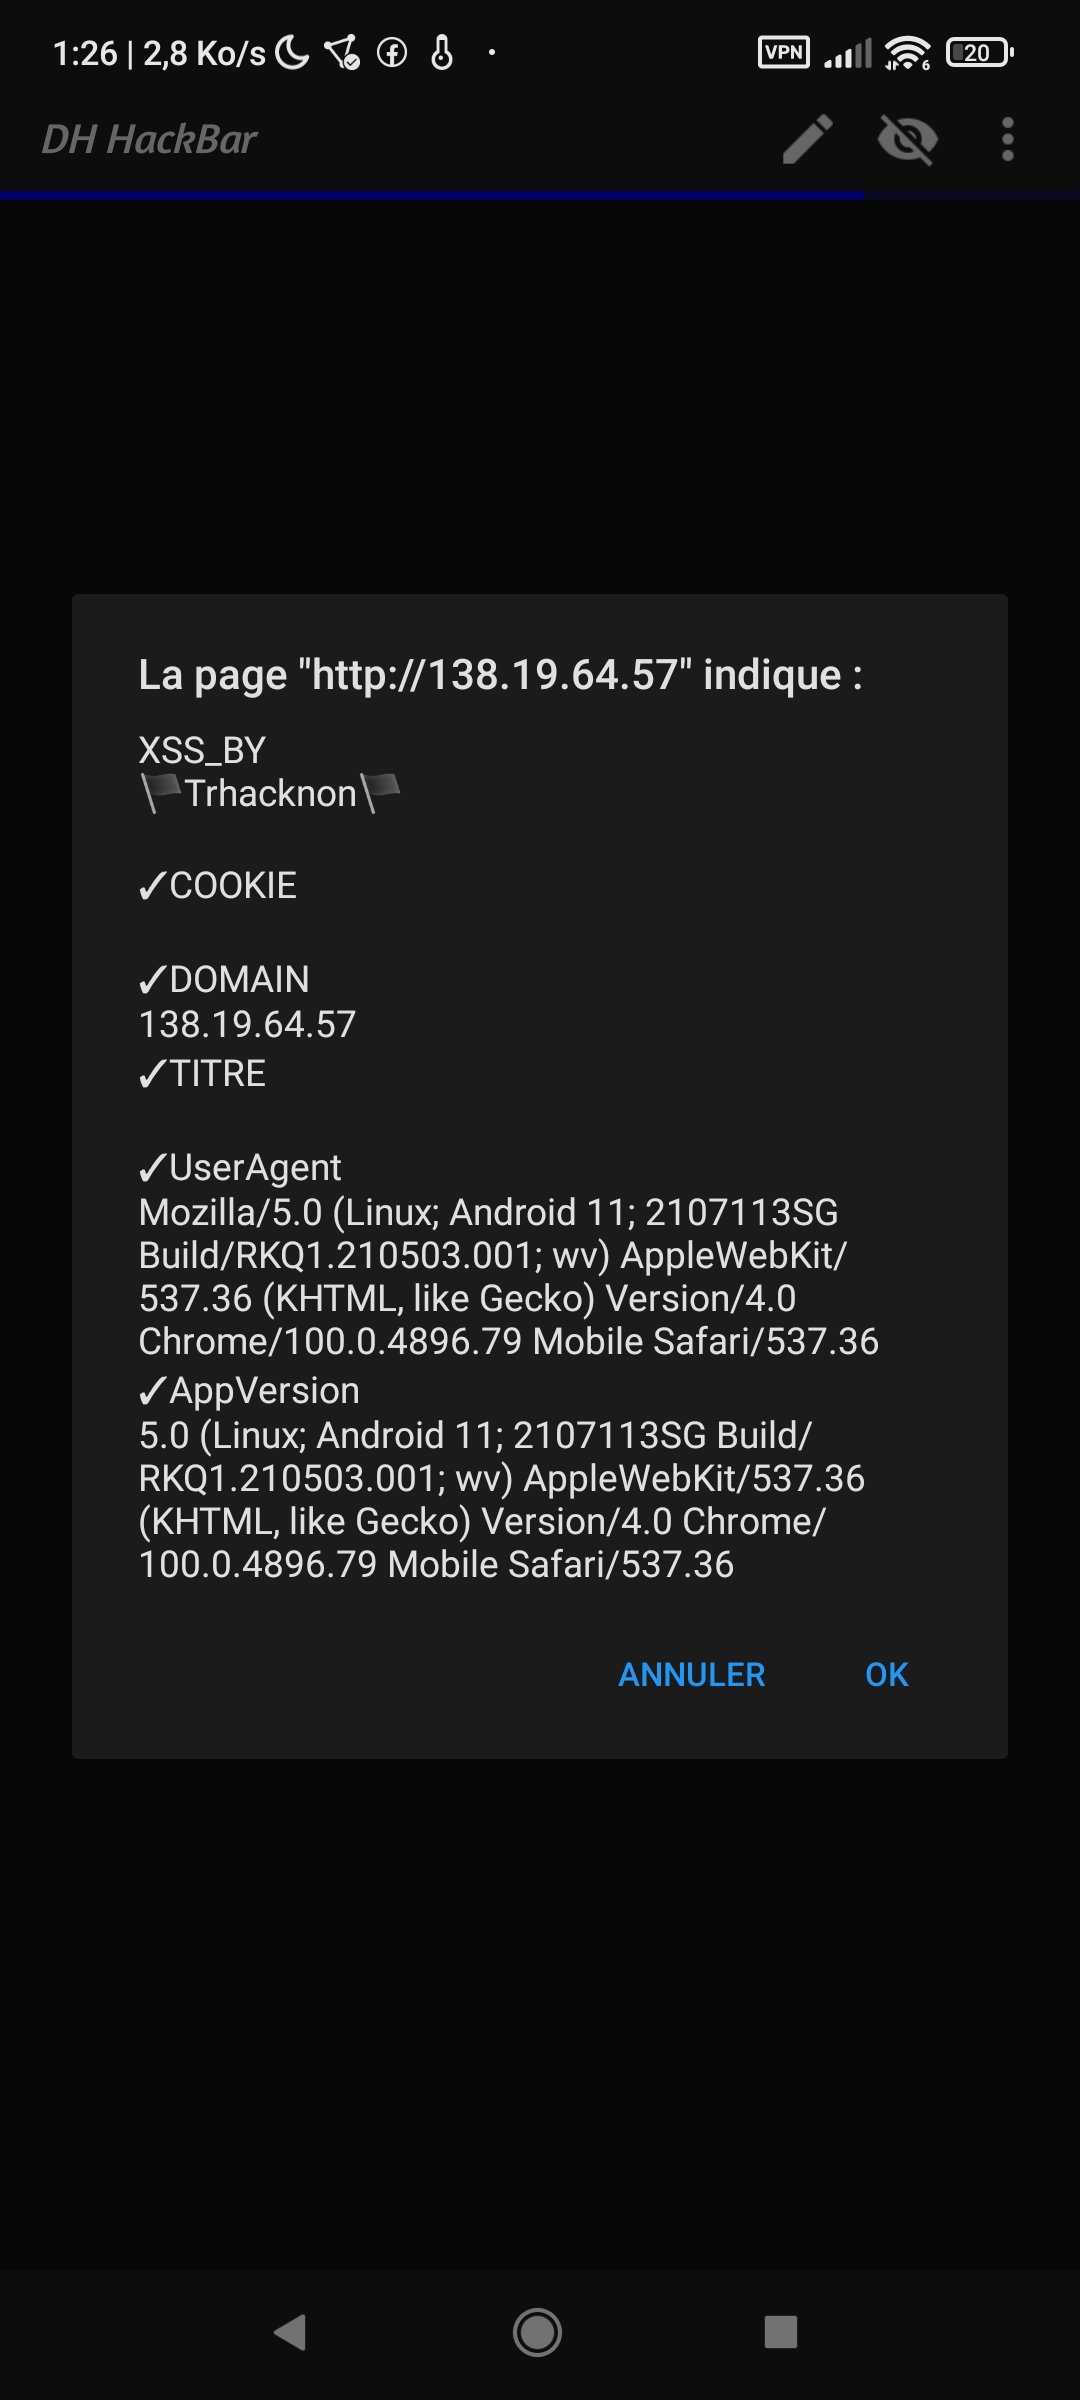 1:26 | 2,8 Ko/s
VPN
6
20
DH HackBar
La page "http://138.19.64.57" indique :
XSS_BY
🏴Trhacknon🏴
✓COOKIE
✓DOMAIN
138.19.64.57
✓TITRE
✓UserAgent
Mozilla/5.0 (Linux; Android 11; 2107113SG
Build/RKQ1.210503.001; wv) AppleWebKit/
537.36 (KHTML, like Gecko) Version/4.0
Chrome/100.0.4896.79 Mobile Safari/537.36
✓AppVersion
5.0 (Linux; Android 11; 2107113SG Build/
RKQ1.210503.001; wv) AppleWebKit/537.36
(KHTML, like Gecko) Version/4.0 Chrome/
100.0.4896.79 Mobile Safari/537.36
ANNULER
OK